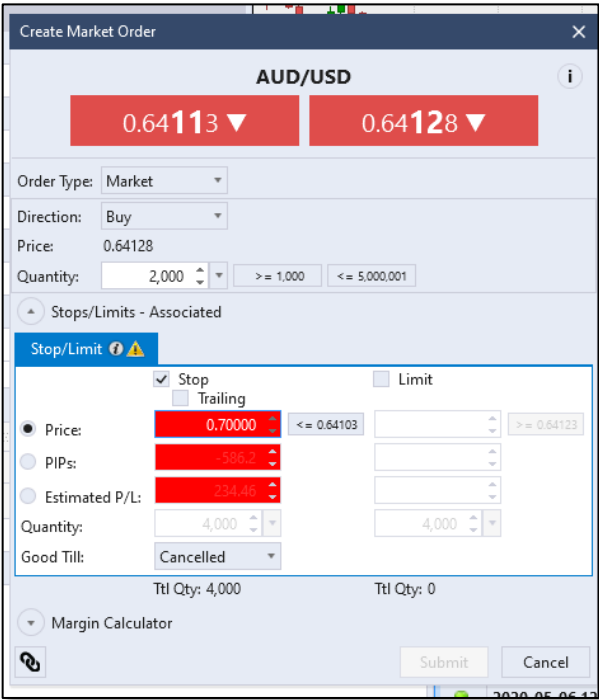 Create Market Order
AUD/USD
i
0.64113 ▼ 0.64128 ▼
Order Type: Market
Direction: Buy
Price: 0.64128
Quantity: 2,000 >= 1,000 <= 5,000,001
Stops/Limits - Associated
Stop/Limit
Stop Limit
Trailing
Price: 0.70000 <= 0.64103 >= 0.64123
PIPs: -586.2
Estimated P/L: 234.46
Quantity: 4,000 4,000
Good Till: Cancelled
Ttl Qty: 4,000 Ttl Qty: 0
Margin Calculator
Submit Cancel